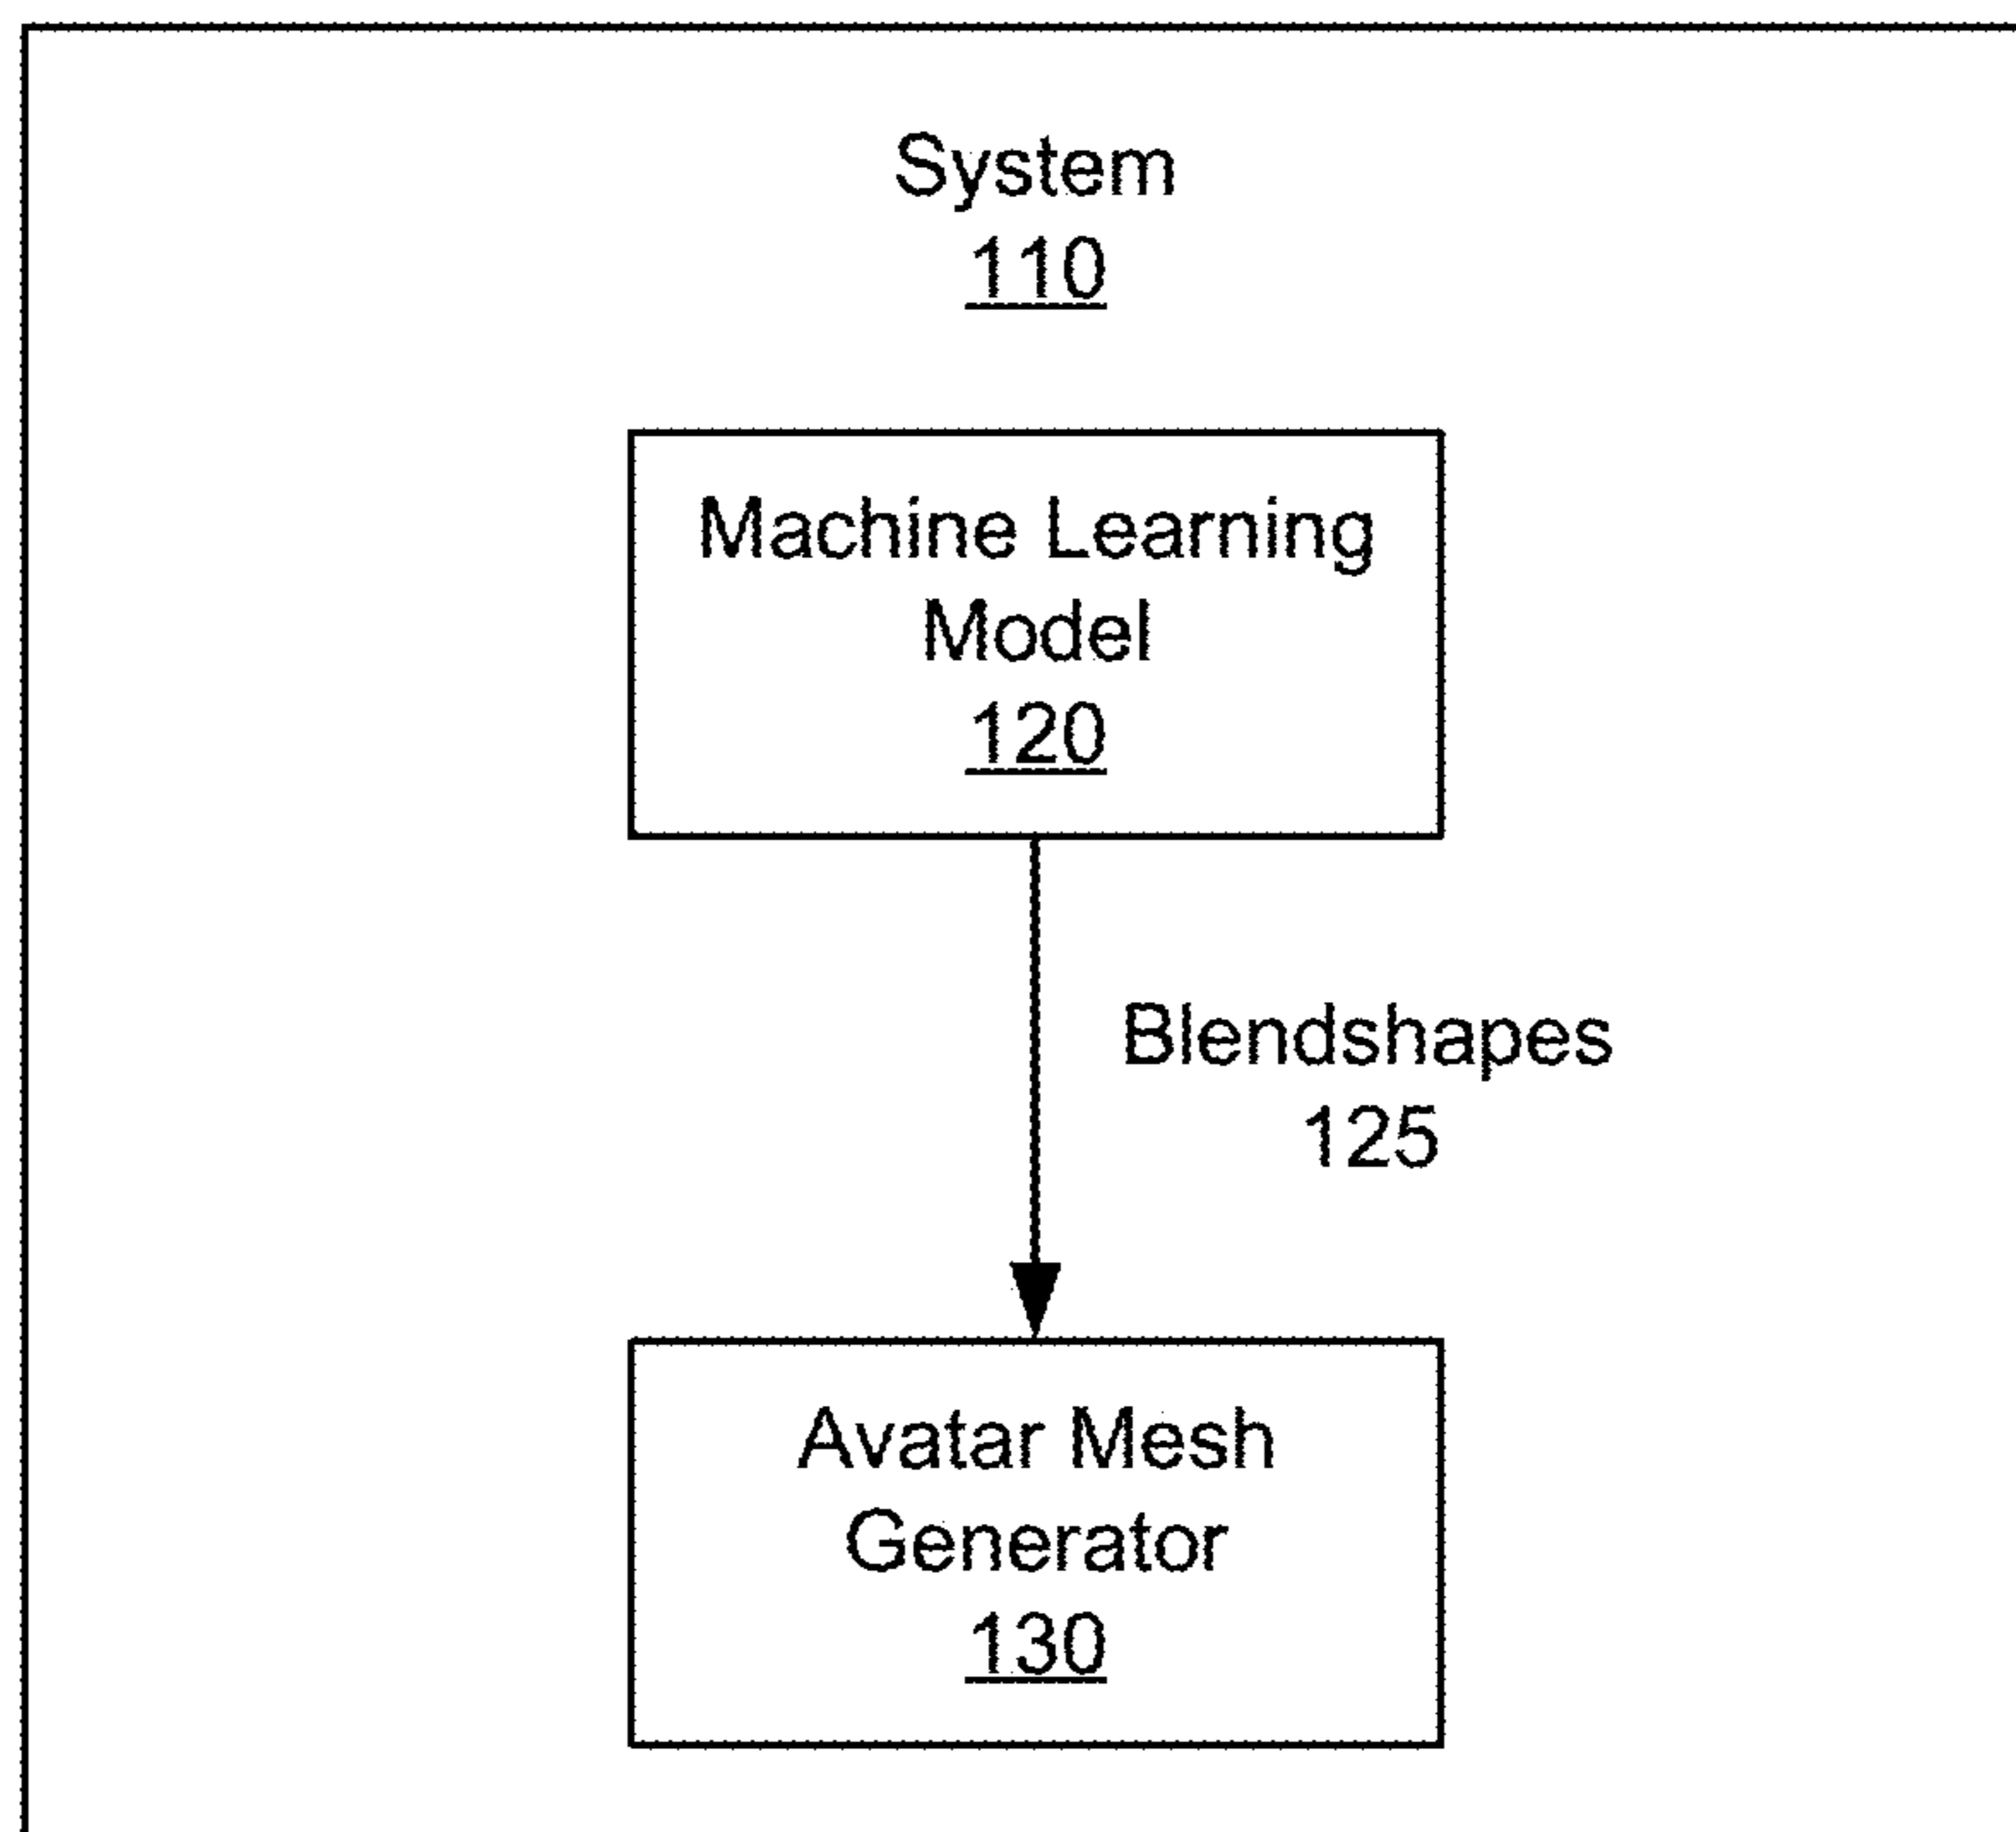 System
110
Machine Learning
Model
120
Blendshapes
125
Avatar Mesh
Generator
130